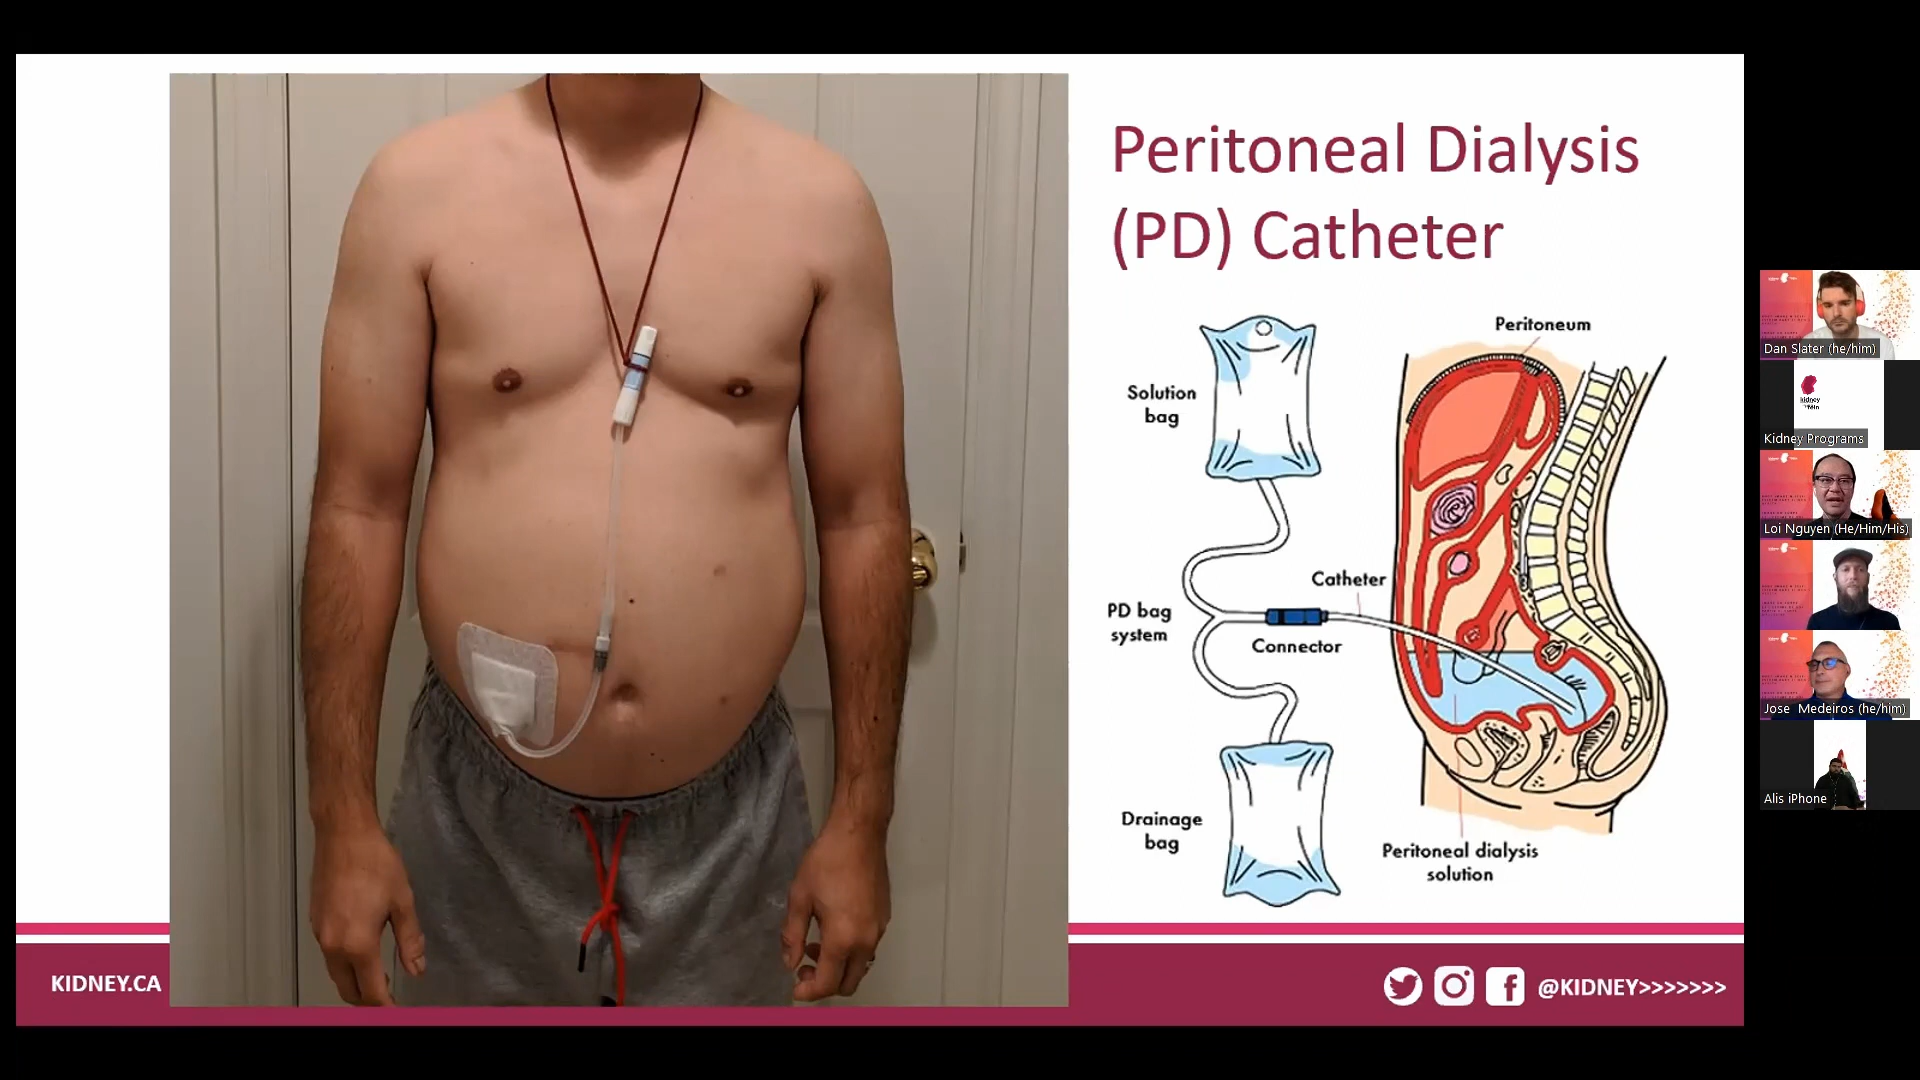 Peritoneal Dialysis
(PD) Catheter
Peritoneum
Solution
bag
Catheter
PD bag
system
Connector
Drainage
bag
Peritoneal dialysis
solution
KIDNEY.CA
@KIDNEY>>>>>>>
Dan Slater (he/him)
kidney
Kidney Programs
Loi Nguyen (He/Him/His)
Jose Medeiros (he/him)
Alis iPhone